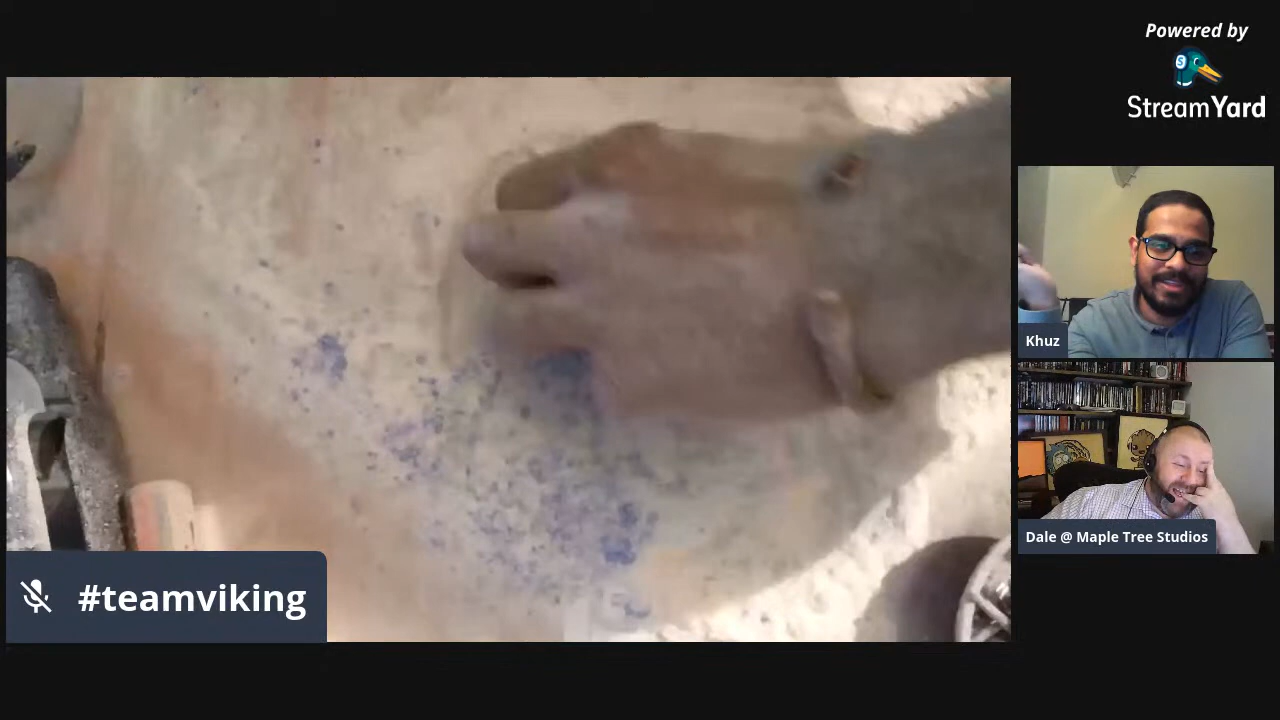 Powered by
StreamYard
Khuz
Dale @ Maple Tree Studios
#teamviking